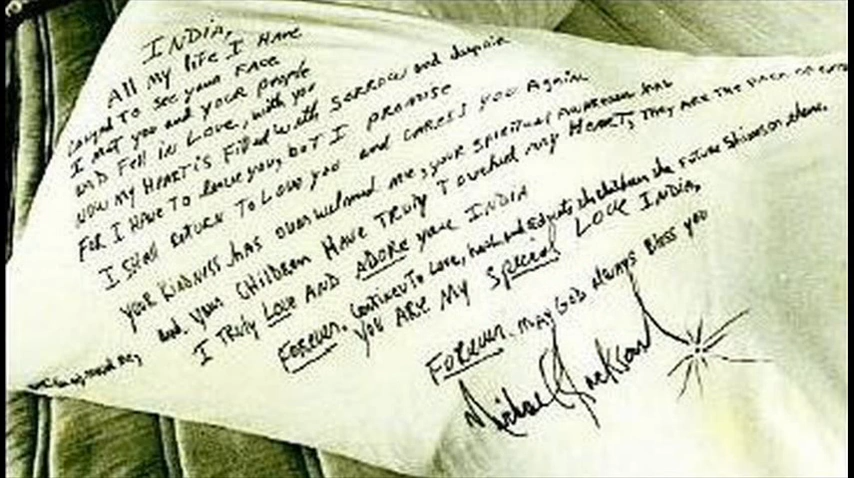 INDIA,
All my life I HAVE
longed TO see your FACE
I met you and your people
and Fell in LOVE, with you
NOW my HEART is Filled with SORROW and despair
FOR I HAVE TO leave you, but I PROMISE
I SHALL RETURN TO LOVE you and CARESS you AGAIN
YOUR KINDNESS has overwhelmed me, your spiritual awareness has
and your CHILDREN HAVE TRULY Touched my HEART, THEY ARE THE FACE OF
I TRULY LOVE AND ADORE you INDIA
FOREVER. Continue TO Love, and educate the children the Future Shines on them.
YOU ARE My Special LOVE INDIA,
FOREVER. MAY GOD Always Bless you
Michael Jackson